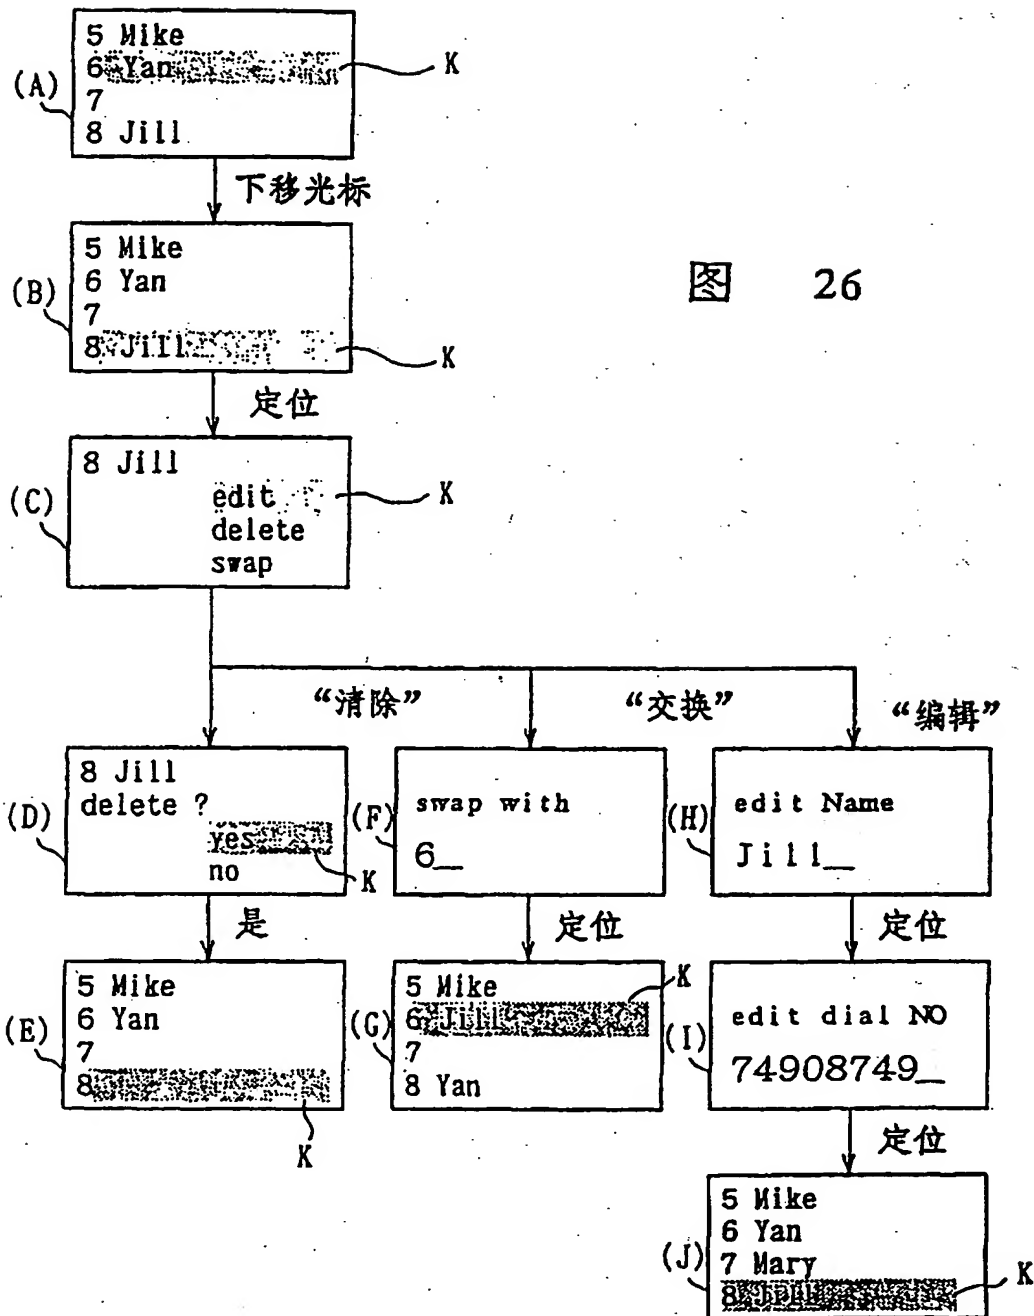 5 Mike
6 Yan
K
(A)
7
8 Jill
下移光标
5 Mike
6 Yan
(B)
7
8 Jill
K
图 26
定位
8 Jill
(C)
edit
K
delete
swap
“清除”
“交换”
“编辑”
8 Jill
delete ?
(D)
yes
no
K
swap with
(F)
6_
edit Name
(H)
Jill_
是
定位
定位
5 Mike
6 Yan
(E)
7
8
K
5 Mike
K
6 Jill
(G)
7
8 Yan
edit dial NO
(I)
74908749_
定位
5 Mike
6 Yan
7 Mary
(J)
8 Jill
K